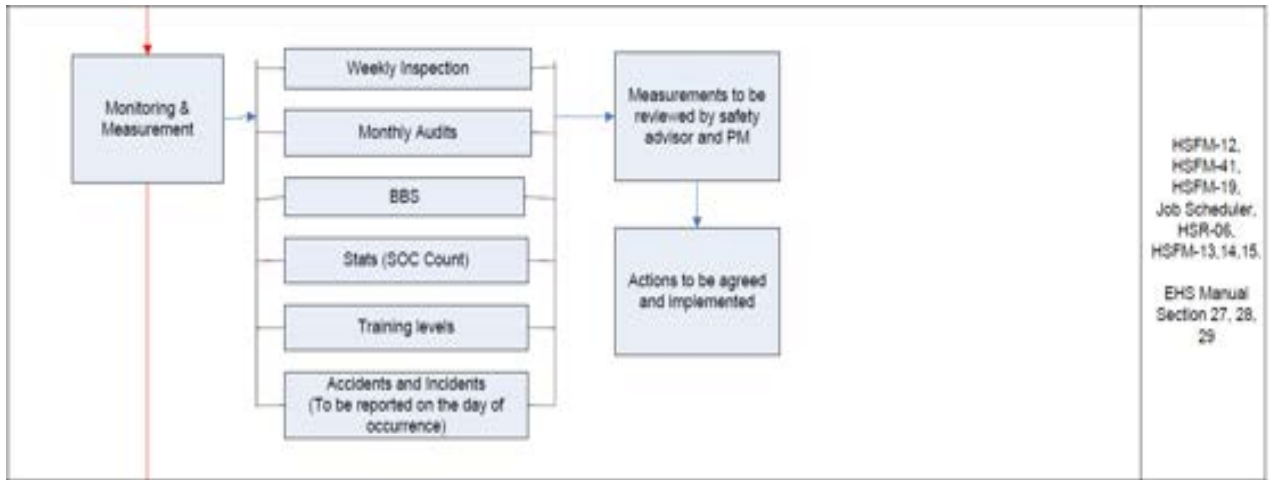 Monitoring &
Measurement
Weekly Inspection
Monthly Audits
BBS
Stats (SOC Count)
Training levels
Accidents and Incidents
(To be reported on the day of
occurrence)
Measurements to be
reviewed by safety
advisor and PM
Actions to be agreed
and implemented
HSFM-12,
HSFM-41,
HSFM-19,
Job Scheduler,
HSR-06,
HSFM-13,14,15,
EHS Manual
Section 27, 28,
29